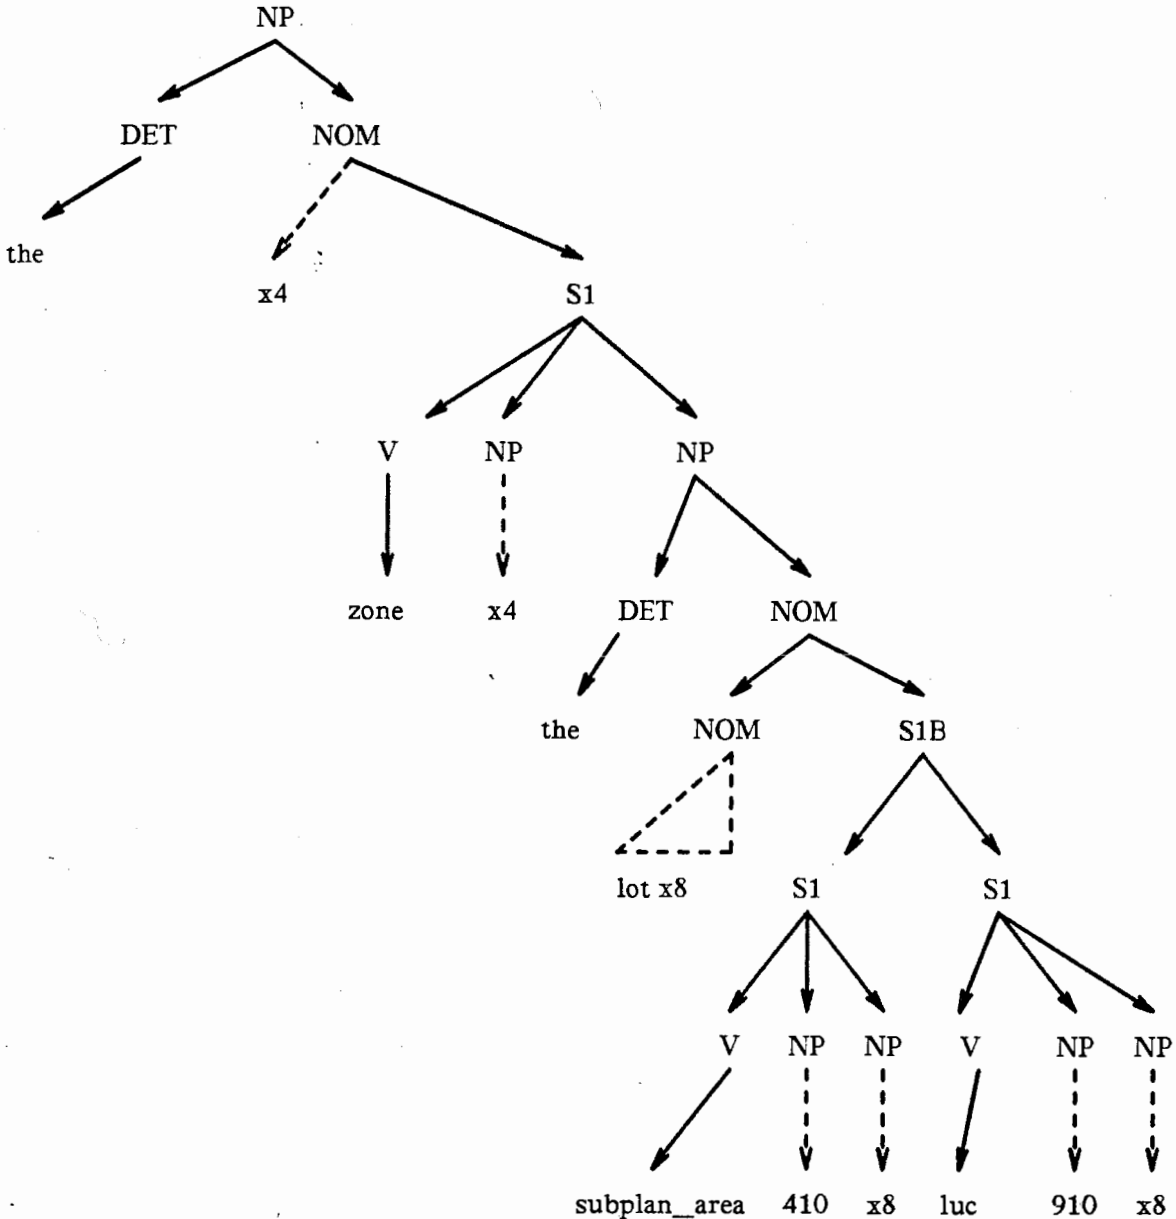 NP
DET NOM
the
x4 S1
V NP NP
zone x4 DET NOM
the NOM S1B
lot x8 S1 S1
V NP NP V NP NP
subplan_area 410 x8 luc 910 x8